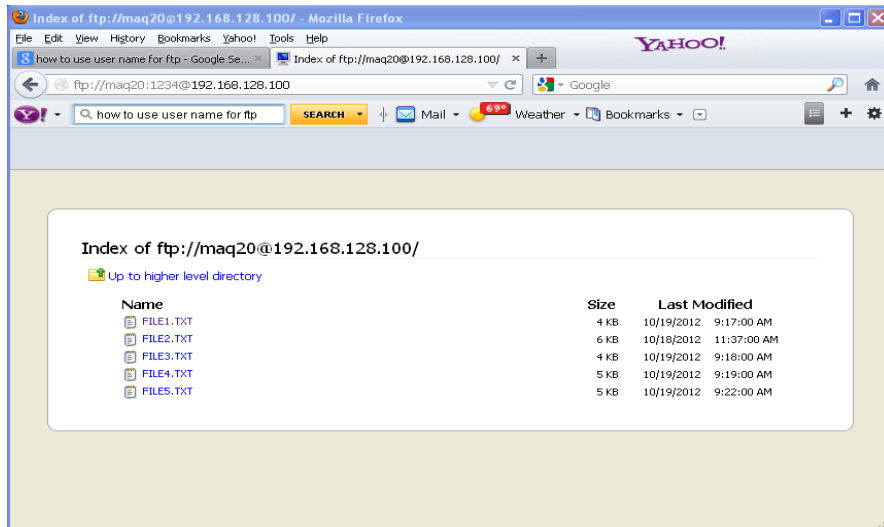 Index of ftp://maq20@192.168.128.100/ - Mozilla Firefox
File Edit View History Bookmarks Yahoo! Tools Help
YAHOO!
how to use user name for ftp - Google Se... × Index of ftp://maq20@192.168.128.100/ × +
ftp://maq20:1234@192.168.128.100 Google
Y! how to use user name for ftp SEARCH Mail 69° Weather Bookmarks
Index of ftp://maq20@192.168.128.100/
Up to higher level directory
Name Size Last Modified
FILE1.TXT 4 KB 10/19/2012 9:17:00 AM
FILE2.TXT 6 KB 10/18/2012 11:37:00 AM
FILE3.TXT 4 KB 10/19/2012 9:18:00 AM
FILE4.TXT 5 KB 10/19/2012 9:19:00 AM
FILE5.TXT 5 KB 10/19/2012 9:22:00 AM